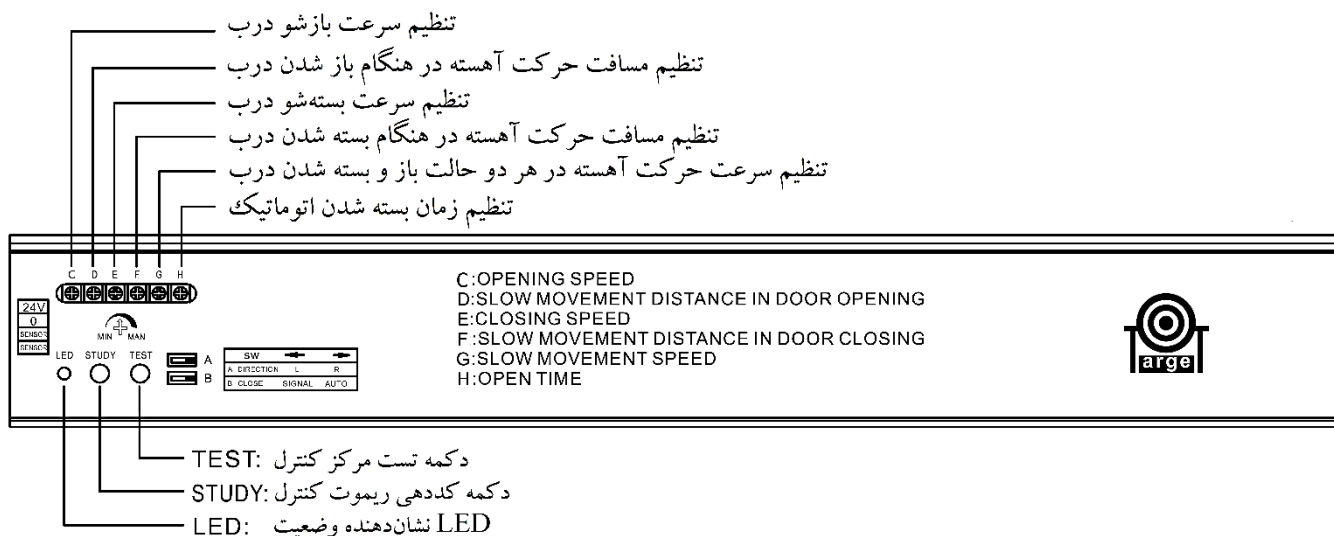 تنظیم سرعت بازشو درب
تنظیم مسافت حرکت آهسته در هنگام باز شدن درب
تنظیم سرعت بسته‌شو درب
تنظیم مسافت حرکت آهسته در هنگام بسته شدن درب
تنظیم سرعت حرکت آهسته در هر دو حالت باز و بسته شدن درب
تنظیم زمان بسته شدن اتوماتیک
C D E F G H
24V
0
SENSOR
SENSOR
MIN MAN
LED STUDY TEST
A
B
SW
A DIRECTION L R
B CLOSE SIGNAL AUTO
C:OPENING SPEED
D:SLOW MOVEMENT DISTANCE IN DOOR OPENING
E:CLOSING SPEED
F:SLOW MOVEMENT DISTANCE IN DOOR CLOSING
G:SLOW MOVEMENT SPEED
H:OPEN TIME
arge
TEST: دکمه تست مرکز کنترل
STUDY: دکمه کددهی ریموت کنترل
LED: LED نشان‌دهنده وضعیت